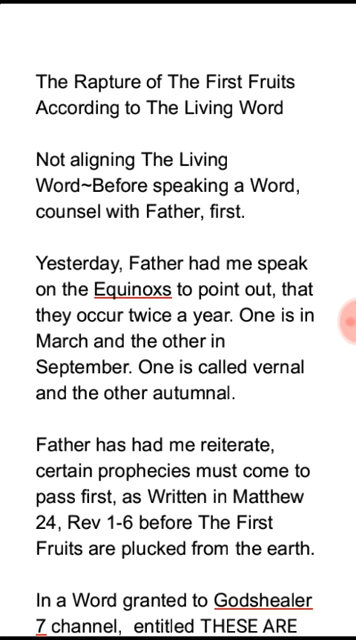 The Rapture of The First Fruits
According to The Living Word
Not aligning The Living
Word~Before speaking a Word,
counsel with Father, first.
Yesterday, Father had me speak
on the Equinoxs to point out, that
they occur twice a year. One is in
March and the other in
September. One is called vernal
and the other autumnal.
Father has had me reiterate,
certain prophecies must come to
pass first, as Written in Matthew
24, Rev 1-6 before The First
Fruits are plucked from the earth.
In a Word granted to Godshealer
7 channel,  entitled THESE ARE